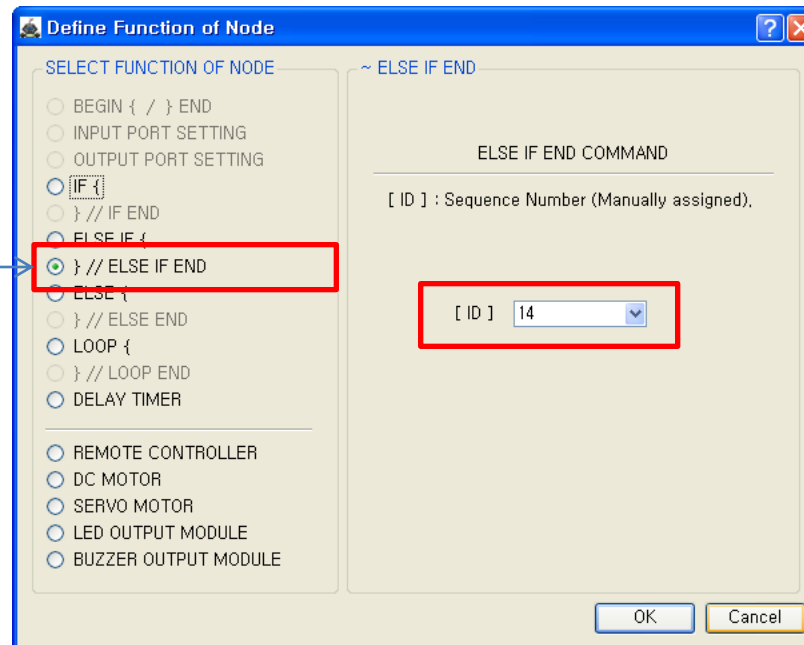 Define Function of Node
SELECT FUNCTION OF NODE
BEGIN { / } END
INPUT PORT SETTING
OUTPUT PORT SETTING
IF {
} // IF END
ELSE IF {
} // ELSE IF END
ELSE {
} // ELSE END
LOOP {
} // LOOP END
DELAY TIMER
REMOTE CONTROLLER
DC MOTOR
SERVO MOTOR
LED OUTPUT MODULE
BUZZER OUTPUT MODULE
~ ELSE IF END
ELSE IF END COMMAND
[ ID ] : Sequence Number (Manually assigned),
[ ID ] 14
OK Cancel